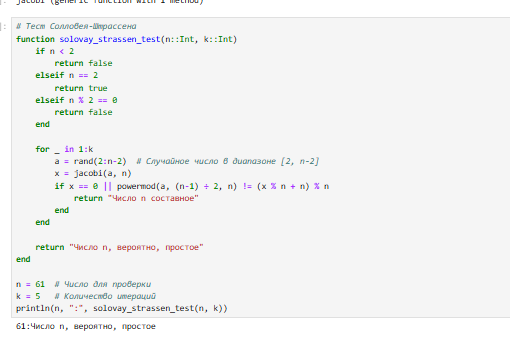 jacobi (generic function with 1 method)
# Тест Солловея-Штрассена
function solovay_strassen_test(n::Int, k::Int)
    if n < 2
        return false
    elseif n == 2
        return true
    elseif n % 2 == 0
        return false
    end
    for _ in 1:k
        a = rand(2:n-2)  # Случайное число в диапазоне [2, n-2]
        x = jacobi(a, n)
        if x == 0 || powermod(a, (n-1) ÷ 2, n) != (x % n + n) % n
            return "Число n составное"
        end
    end
    return "Число n, вероятно, простое"
end
n = 61  # Число для проверки
k = 5   # Количество итераций
println(n, ":", solovay_strassen_test(n, k))
61:Число n, вероятно, простое